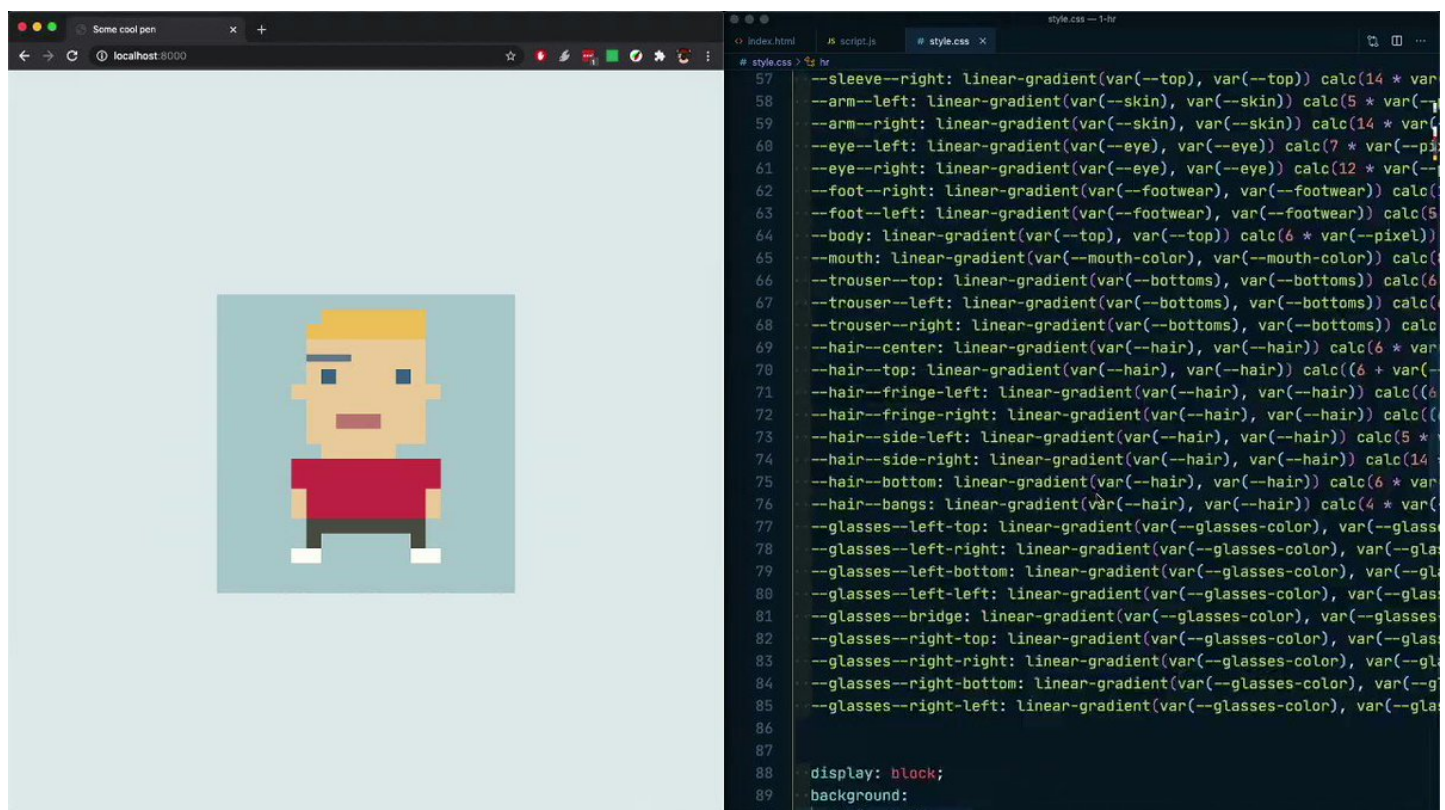 Some cool pen
localhost:8000
style.css — 1-hr
index.html
JS script.js
# style.css
# style.css > hr
57 --sleeve--right: linear-gradient(var(--top), var(--top)) calc(14 * var
58 --arm--left: linear-gradient(var(--skin), var(--skin)) calc(5 * var(--
59 --arm--right: linear-gradient(var(--skin), var(--skin)) calc(14 * var(
60 --eye--left: linear-gradient(var(--eye), var(--eye)) calc(7 * var(--pi
61 --eye--right: linear-gradient(var(--eye), var(--eye)) calc(12 * var(--
62 --foot--right: linear-gradient(var(--footwear), var(--footwear)) calc(
63 --foot--left: linear-gradient(var(--footwear), var(--footwear)) calc(5
64 --body: linear-gradient(var(--top), var(--top)) calc(6 * var(--pixel))
65 --mouth: linear-gradient(var(--mouth-color), var(--mouth-color)) calc(
66 --trouser--top: linear-gradient(var(--bottoms), var(--bottoms)) calc(6
67 --trouser--left: linear-gradient(var(--bottoms), var(--bottoms)) calc(
68 --trouser--right: linear-gradient(var(--bottoms), var(--bottoms)) calc
69 --hair--center: linear-gradient(var(--hair), var(--hair)) calc(6 * var
70 --hair--top: linear-gradient(var(--hair), var(--hair)) calc((6 + var(--
71 --hair--fringe-left: linear-gradient(var(--hair), var(--hair)) calc((6
72 --hair--fringe-right: linear-gradient(var(--hair), var(--hair)) calc((
73 --hair--side-left: linear-gradient(var(--hair), var(--hair)) calc(5 *
74 --hair--side-right: linear-gradient(var(--hair), var(--hair)) calc(14
75 --hair--bottom: linear-gradient(var(--hair), var(--hair)) calc(6 * var
76 --hair--bangs: linear-gradient(var(--hair), var(--hair)) calc(4 * var(
77 --glasses--left-top: linear-gradient(var(--glasses-color), var(--glass
78 --glasses--left-right: linear-gradient(var(--glasses-color), var(--glas
79 --glasses--left-bottom: linear-gradient(var(--glasses-color), var(--gla
80 --glasses--left-left: linear-gradient(var(--glasses-color), var(--glass
81 --glasses--bridge: linear-gradient(var(--glasses-color), var(--glasses-
82 --glasses--right-top: linear-gradient(var(--glasses-color), var(--glass
83 --glasses--right-right: linear-gradient(var(--glasses-color), var(--gla
84 --glasses--right-bottom: linear-gradient(var(--glasses-color), var(--g
85 --glasses--right-left: linear-gradient(var(--glasses-color), var(--glas
86
87
88 display: block;
89 background: